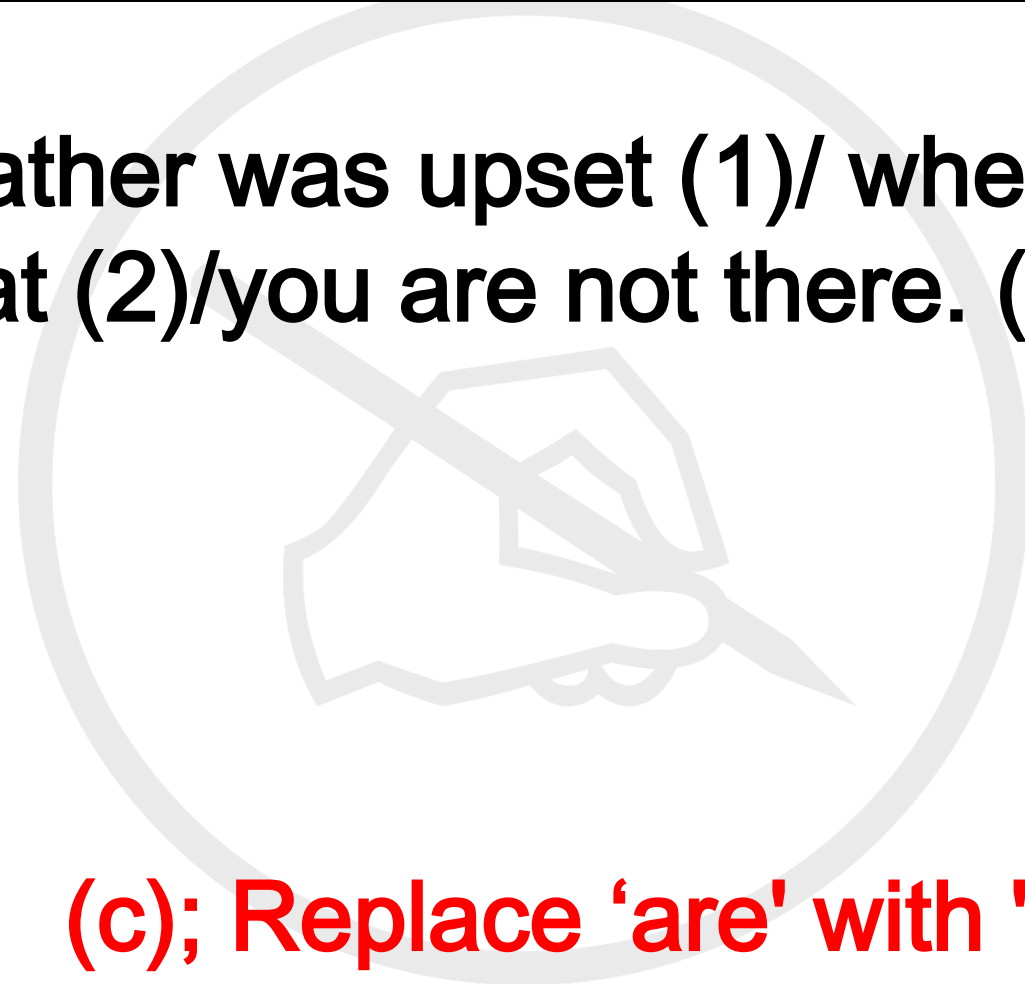 ather was upset (1)/ whe
at (2)/you are not there. (
(c); Replace ‘are' with '